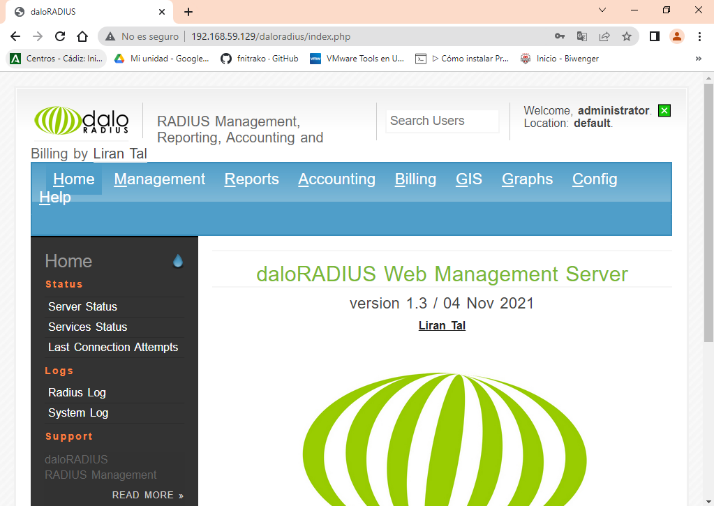 daloRADIUS
No es seguro | 192.168.59.129/daloradius/index.php
Centros - Cádiz: Ini...
Mi unidad - Google...
fnitrako · GitHub
VMware Tools en U...
▷ Cómo instalar Pr...
Inicio - Biwenger
»
dalo
RADIUS
RADIUS Management,
Reporting, Accounting and
Billing by Liran Tal
Search Users
Welcome, administrator.
Location: default.
Home Management Reports Accounting Billing GIS Graphs Config
Help
Home
Status
Server Status
Services Status
Last Connection Attempts
Logs
Radius Log
System Log
Support
daloRADIUS
RADIUS Management
READ MORE »
daloRADIUS Web Management Server
version 1.3 / 04 Nov 2021
Liran Tal